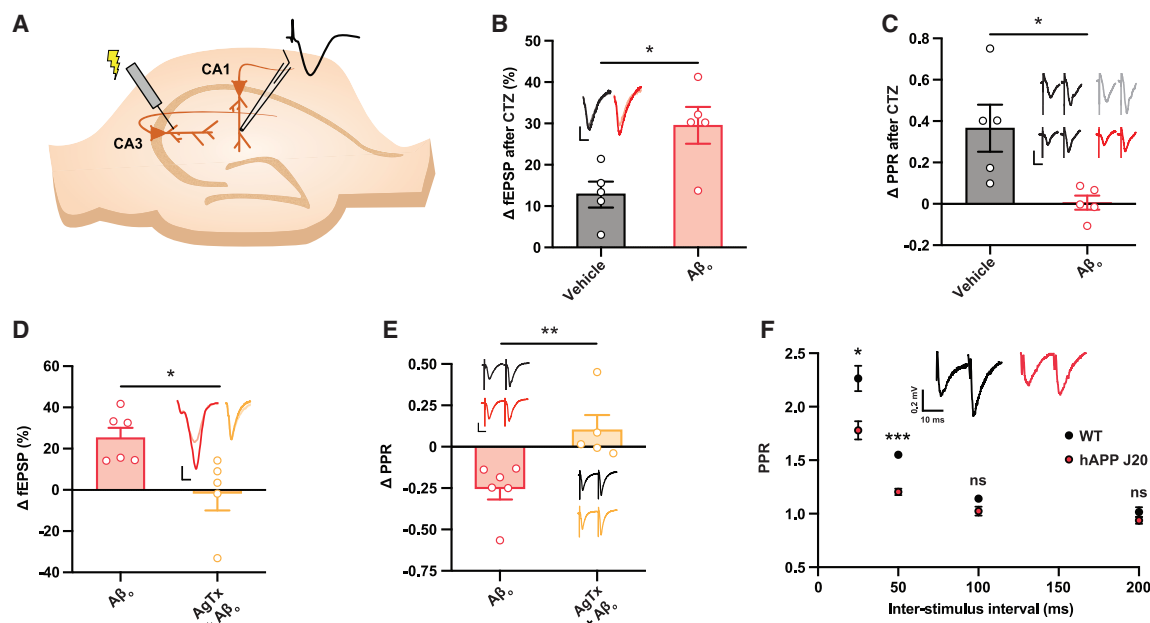 A
CA1
CA3
B
Δ fEPSP after CTZ (%)
50
40
30
20
10
0
*
Vehicle
Aβo
C
Δ PPR after CTZ
0.8
0.6
0.4
0.2
0
-0.2
*
Vehicle
Aβo
D
Δ fEPSP (%)
60
40
20
0
-20
-40
*
Aβo
AgTx
Aβo
E
Δ PPR
0.50
0.25
0
-0.25
-0.50
-0.75
**
Aβo
AgTx
Aβo
F
PPR
2.5
2.0
1.5
1.0
0.5
*
***
ns
ns
0.2 mV
10 ms
WT
hAPP J20
0
50
100
150
200
Inter-stimulus interval (ms)